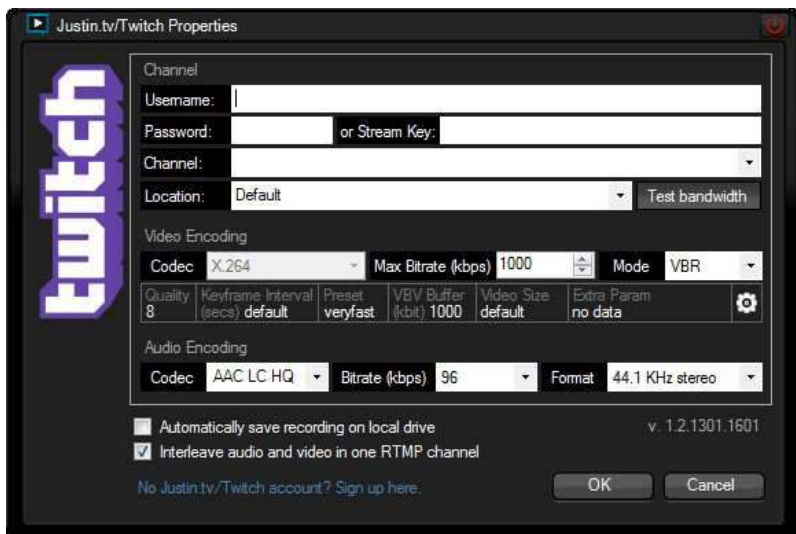 Justin.tv/Twitch Properties
twitch
Channel
Username:
Password: or Stream Key:
Channel:
Location: Default Test bandwidth
Video Encoding
Codec X.264 Max Bitrate (kbps) 1000 Mode VBR
Quality Keyframe Interval Preset VBV Buffer Video Size Extra Param
8 (secs) default veryfast (kbit) 1000 default no data
Audio Encoding
Codec AAC LC HQ Bitrate (kbps) 96 Format 44.1 KHz stereo
Automatically save recording on local drive v. 1.2.1301.1601
Interleave audio and video in one RTMP channel
No Justin.tv/Twitch account? Sign up here. OK Cancel